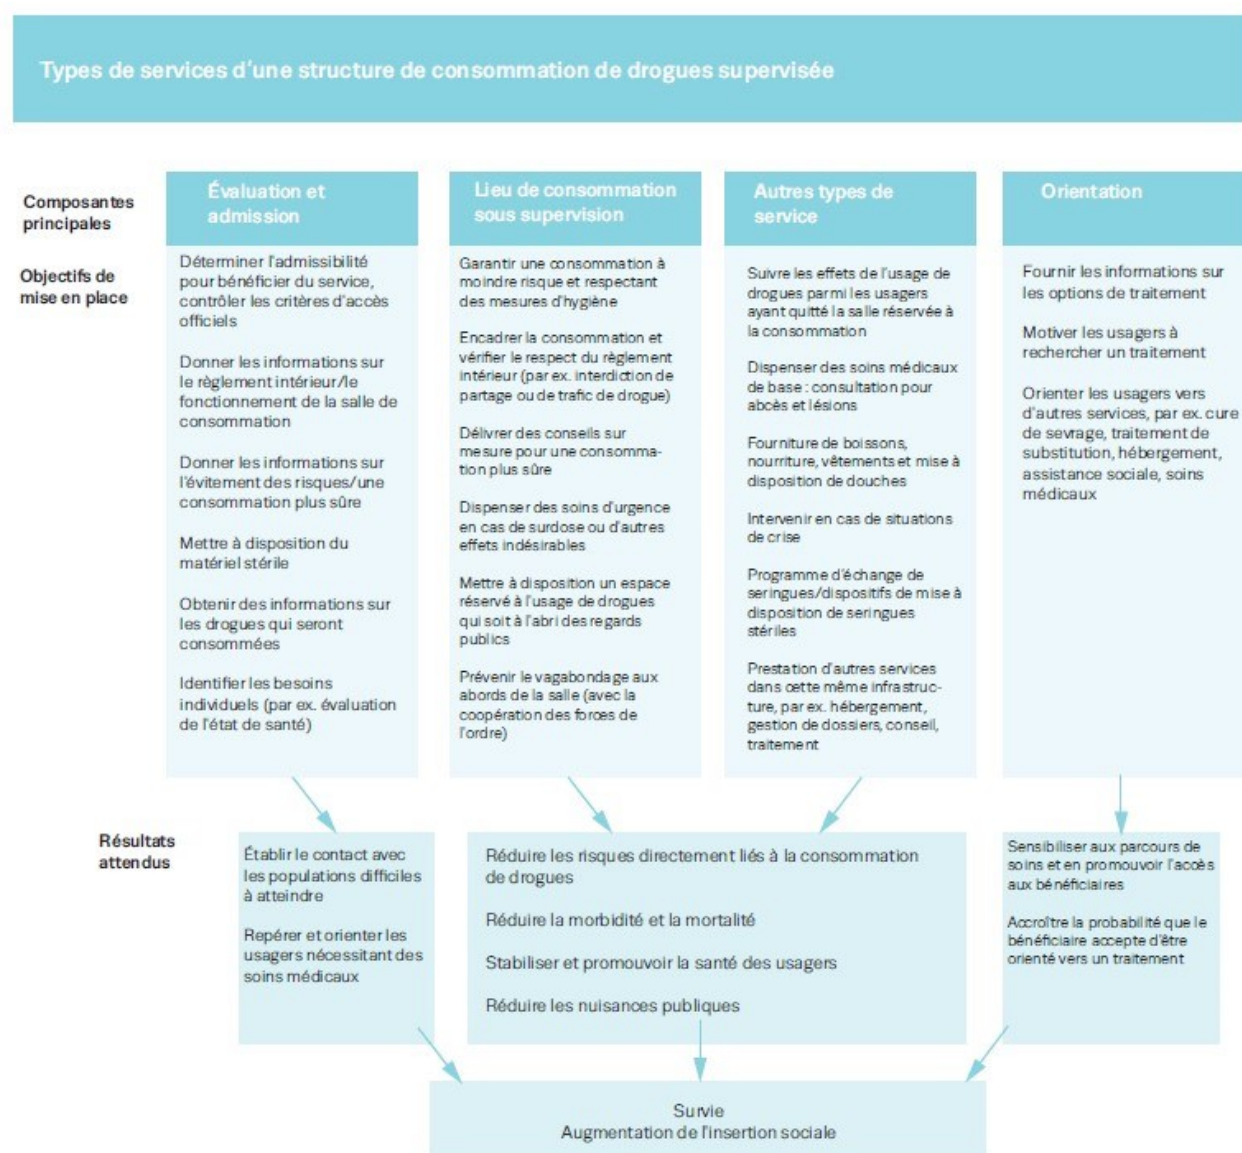 Types de services d'une structure de consommation de drogues supervisée
Composantes
principales
Évaluation et
admission
Lieu de consommation
sous supervision
Autres types de
service
Orientation
Objectifs de
mise en place
Déterminer l'admissibilité
pour bénéficier du service,
contrôler les critères d'accès
officiels
Donner les informations sur
le règlement intérieur/le
fonctionnement de la salle de
consommation
Donner les informations sur
l'évitement des risques/une
consommation plus sûre
Mettre à disposition du
matériel stérile
Obtenir des informations sur
les drogues qui seront
consommées
Identifier les besoins
individuels (par ex. évaluation
de l'état de santé)
Garantir une consommation à
moindre risque et respectant
des mesures d'hygiène
Encadrer la consommation et
vérifier le respect du règlement
intérieur (par ex. interdiction de
partage ou de trafic de drogue)
Délivrer des conseils sur
mesure pour une consomma-
tion plus sûre
Dispenser des soins d'urgence
en cas de surdose ou d'autres
effets indésirables
Mettre à disposition un espace
réservé à l'usage de drogues
qui soit à l'abri des regards
publics
Prévenir le vagabondage aux
abords de la salle (avec la
coopération des forces de
l'ordre)
Suivre les effets de l'usage de
drogues parmi les usagers
ayant quitté la salle réservée à
la consommation
Dispenser des soins médicaux
de base : consultation pour
abcès et lésions
Fourniture de boissons,
nourriture, vêtements et mise à
disposition de douches
Intervenir en cas de situations
de crise
Programme d'échange de
seringues/dispositifs de mise à
disposition de seringues
stériles
Prestation d'autres services
dans cette même infrastruc-
ture, par ex. hébergement,
gestion de dossiers, conseil,
traitement
Fournir les informations sur
les options de traitement
Motiver les usagers à
rechercher un traitement
Orienter les usagers vers
d'autres services, par ex. cure
de sevrage, traitement de
substitution, hébergement,
assistance sociale, soins
médicaux
Résultats
attendus
Établir le contact avec
les populations difficiles
à atteindre
Repérer et orienter les
usagers nécessitant des
soins médicaux
Réduire les risques directement liés à la consommation
de drogues
Réduire la morbidité et la mortalité
Stabiliser et promouvoir la santé des usagers
Réduire les nuisances publiques
Sensibiliser aux parcours de
soins et en promouvoir l'accès
aux bénéficiaires
Accroître la probabilité que le
bénéficiaire accepte d'être
orienté vers un traitement
Survie
Augmentation de l'insertion sociale